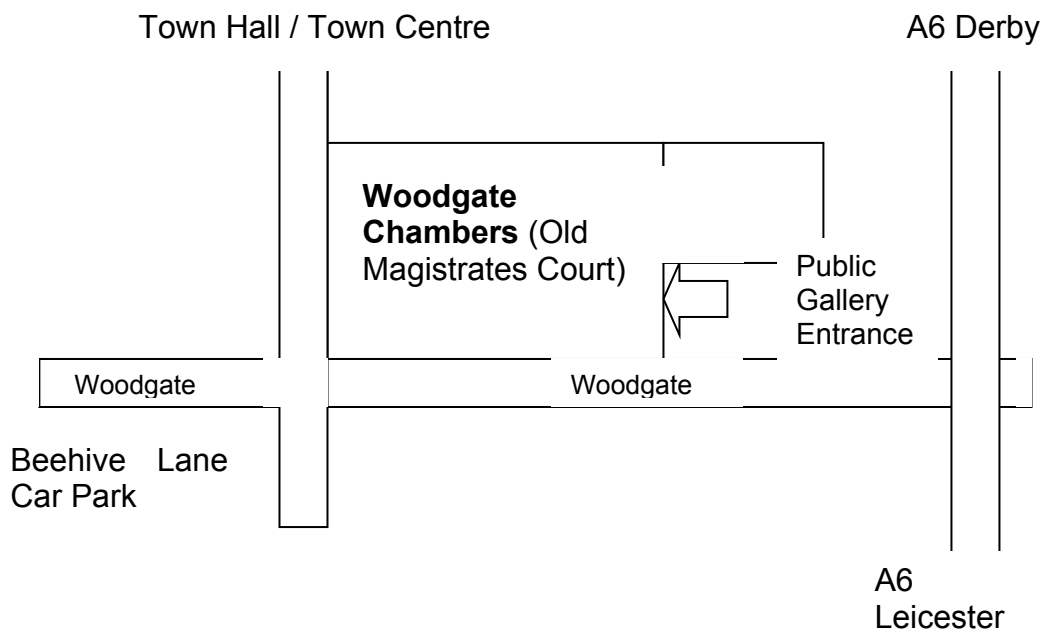 Town Hall / Town Centre
A6 Derby
Woodgate
Chambers (Old
Magistrates Court)
Public
Gallery
Entrance
Woodgate
Woodgate
Beehive Lane
Car Park
A6
Leicester